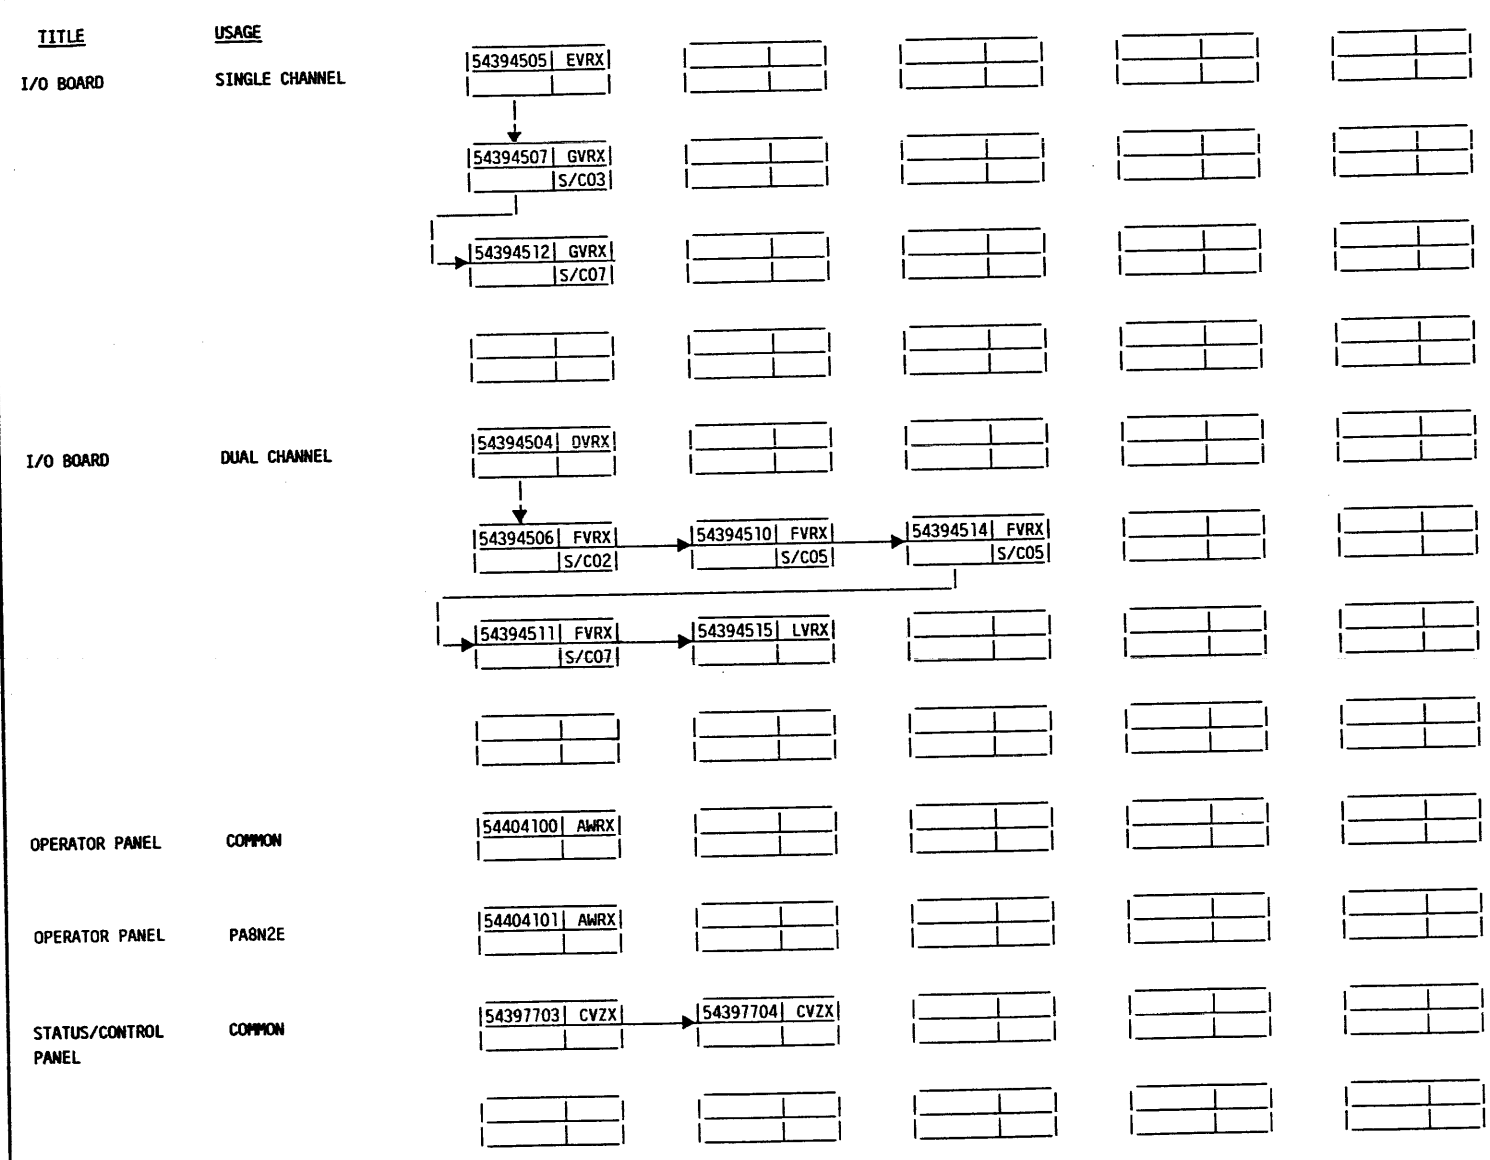 TITLE USAGE
I/O BOARD SINGLE CHANNEL 54394505 EVRX
54394507 GVRX
S/C03
54394512 GVRX
S/C07
I/O BOARD DUAL CHANNEL 54394504 DVRX
54394506 FVRX 54394510 FVRX 54394514 FVRX
S/C02 S/C05 S/C05
54394511 FVRX 54394515 LVRX
S/C07
OPERATOR PANEL COMMON 54404100 AWRX
OPERATOR PANEL PA8N2E 54404101 AWRX
STATUS/CONTROL COMMON 54397703 CVZX 54397704 CVZX
PANEL